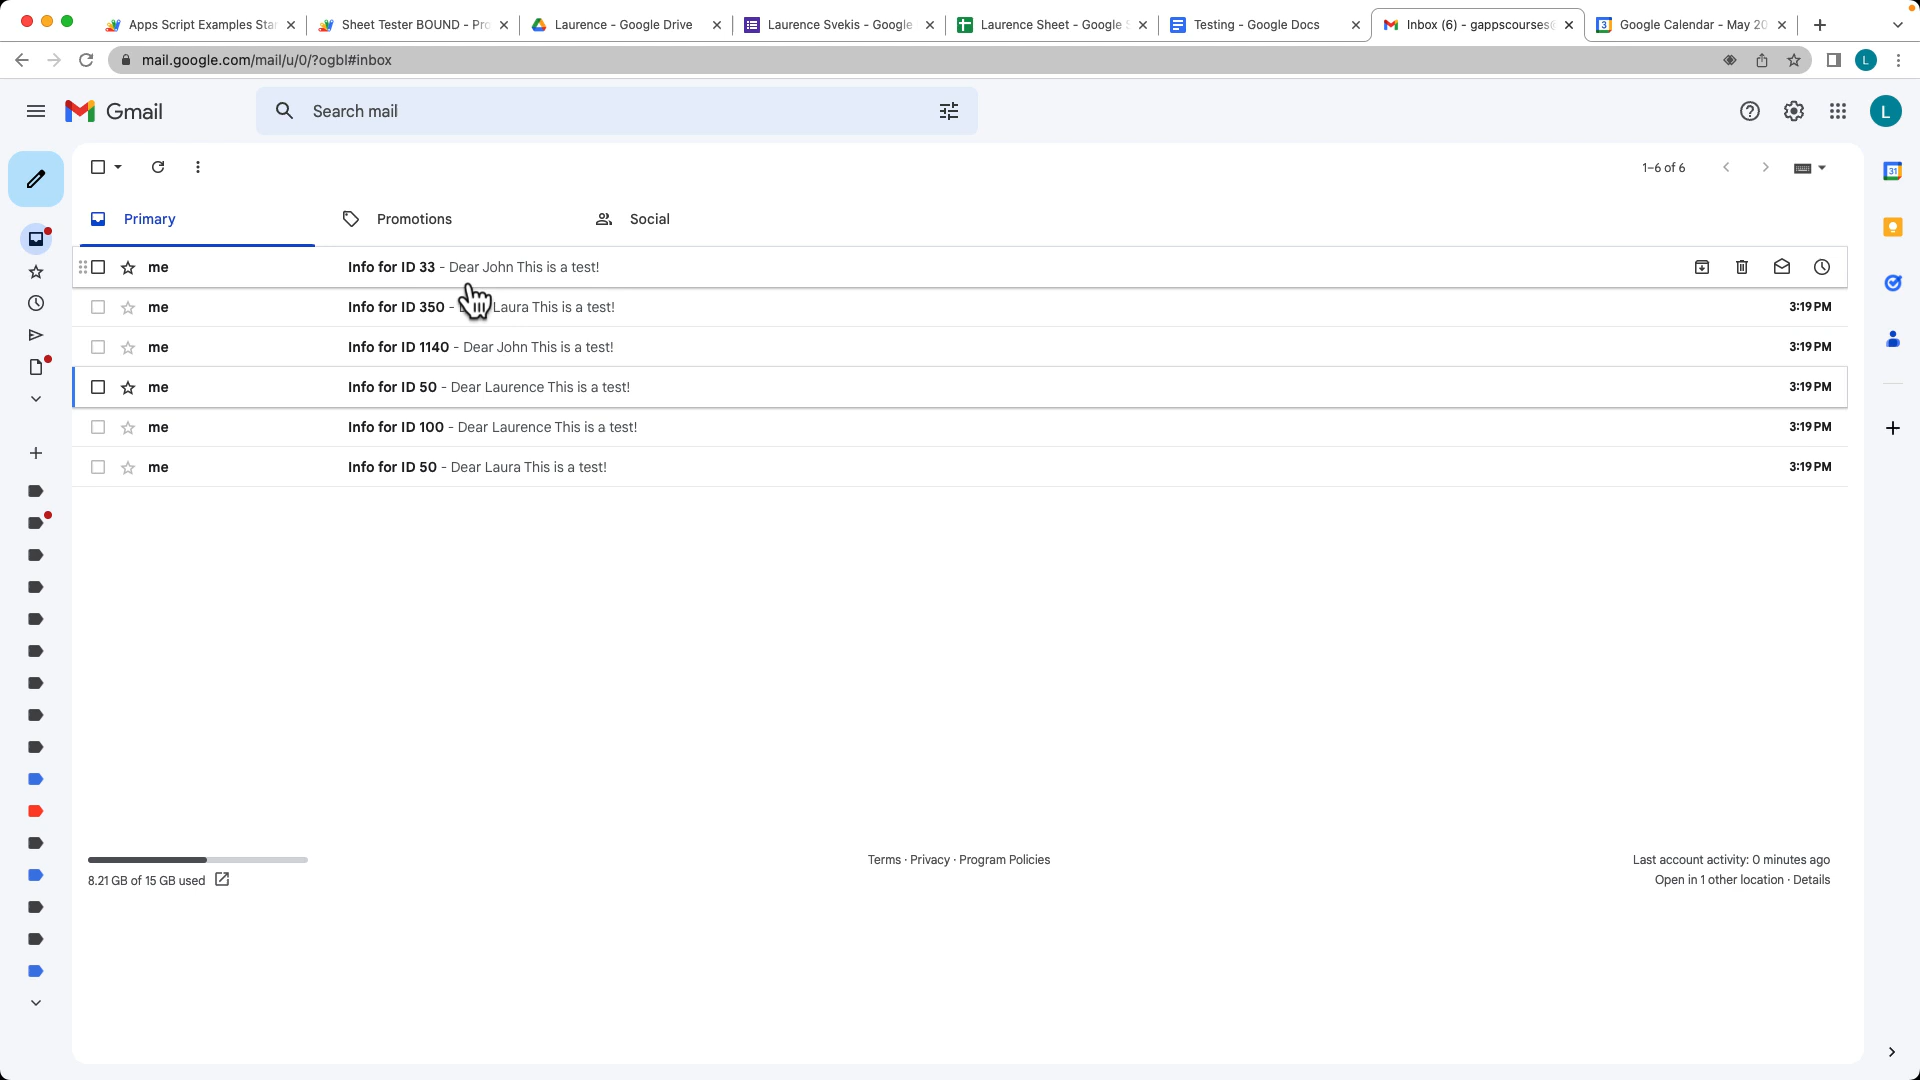 Apps Script Examples Star
Sheet Tester BOUND - Pro
Laurence - Google Drive
Laurence Svekis - Google
Laurence Sheet - Google S
Testing - Google Docs
Inbox (6) - gappscourses@
Google Calendar - May 20
mail.google.com/mail/u/0/?ogbl#inbox
L
Gmail
Search mail
L
1–6 of 6
31
Primary
Promotions
Social
me Info for ID 33 - Dear John This is a test!
me Info for ID 350 - Laura This is a test! 3:19 PM
me Info for ID 1140 - Dear John This is a test! 3:19 PM
me Info for ID 50 - Dear Laurence This is a test! 3:19 PM
me Info for ID 100 - Dear Laurence This is a test! 3:19 PM
me Info for ID 50 - Dear Laura This is a test! 3:19 PM
Terms · Privacy · Program Policies
Last account activity: 0 minutes ago
8.21 GB of 15 GB used
Open in 1 other location · Details